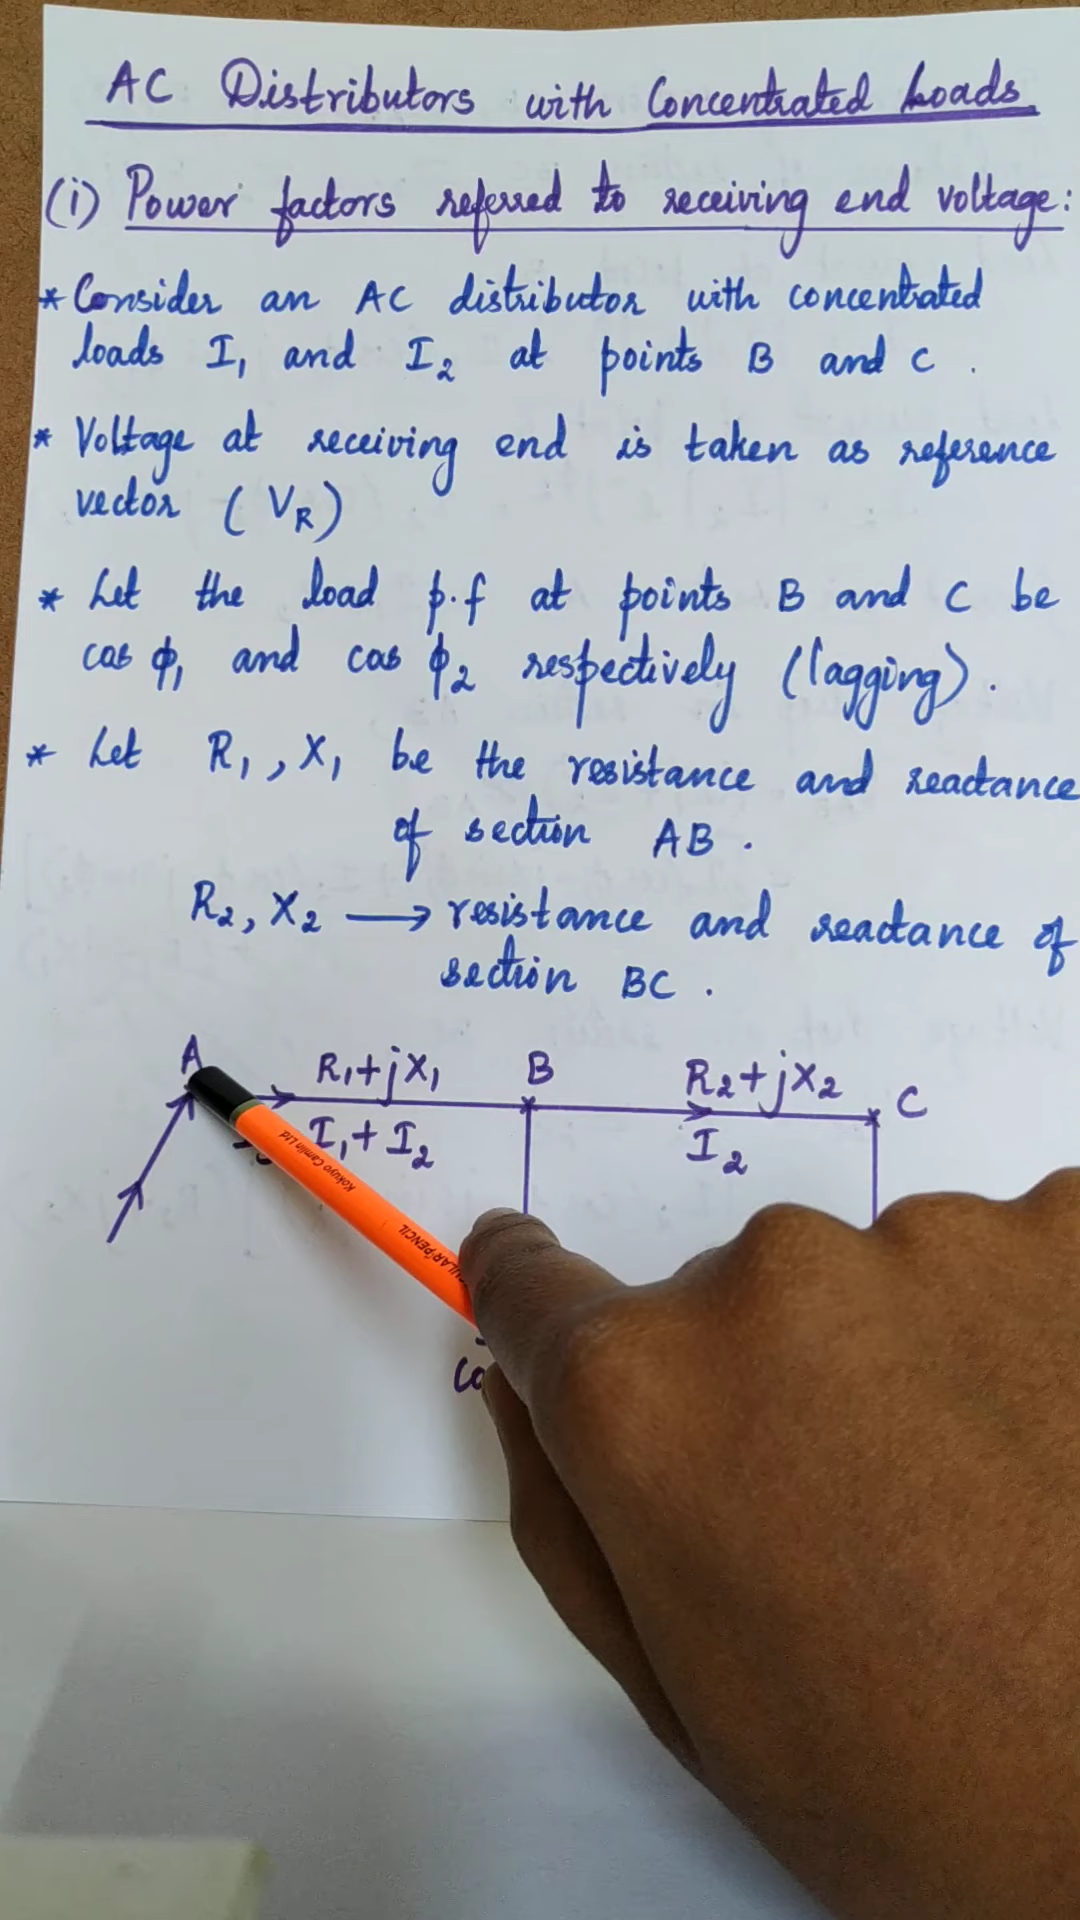 AC Distributors with Concentrated Loads
(i) Power factors referred to receiving end voltage:
* Consider an AC distributor with concentrated
loads I₁ and I₂ at points B and C .
* Voltage at receiving end is taken as reference
vector ( V_R )
* Let the load p.f at points B and C be
cos ϕ₁ and cos ϕ₂ respectively (lagging) .
* Let R₁ , X₁ be the resistance and reactance
of section AB .
R₂, X₂ → resistance and reactance of
section BC .
A R₁+jX₁ B R₂+jX₂ C
I₁+I₂ I₂
Kokuyo Camlin Ltd.
PENCIL